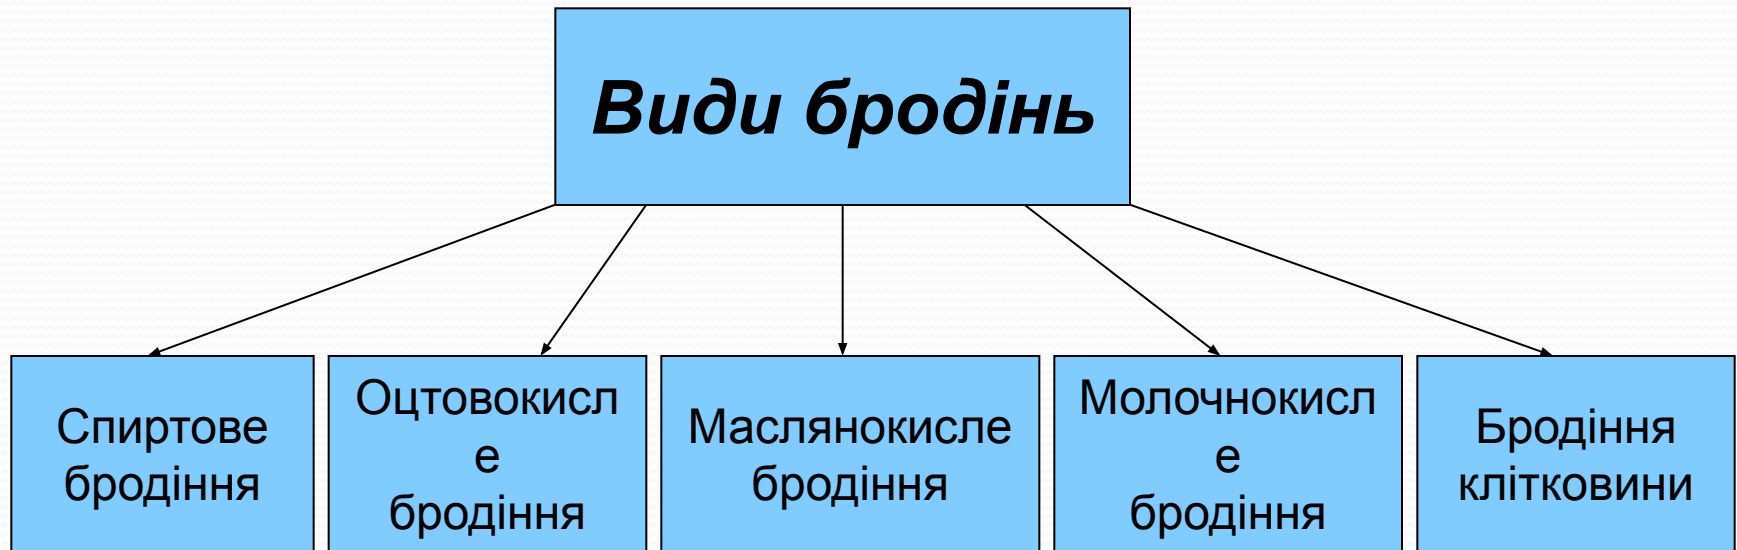 Види бродінь
Спиртове
бродіння
Оцтовокисл
е
бродіння
Маслянокисле
бродіння
Молочнокисл
е
бродіння
Бродіння
клітковини